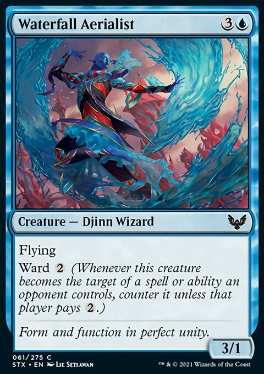 Waterfall Aerialist 3
Creature — Djinn Wizard
Flying
Ward 2 (Whenever this creature
becomes the target of a spell or ability an
opponent controls, counter it unless that
player pays 2.)
Form and function in perfect unity.
3/1
061/275 C
STX • EN Lie Setiawan
™ & © 2021 Wizards of the Coast